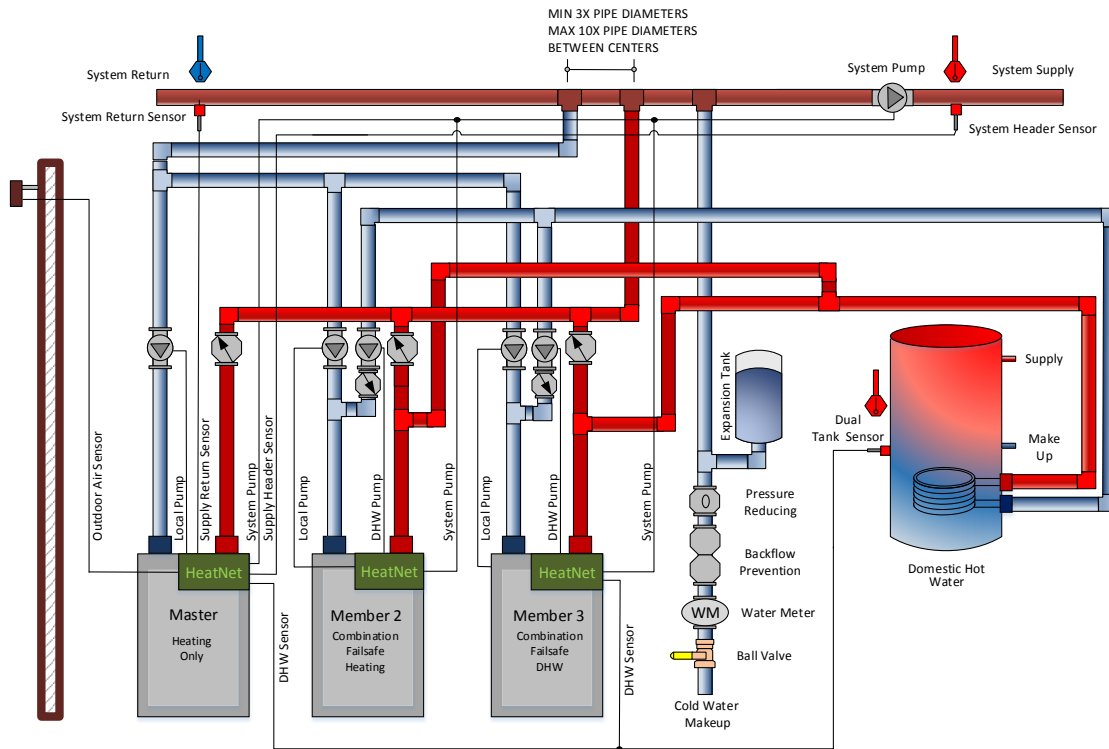 MIN 3X PIPE DIAMETERS
MAX 10X PIPE DIAMETERS
BETWEEN CENTERS
System Return
System Pump
System Supply
System Return Sensor
System Header Sensor
Expansion Tank
Supply
Dual
Tank Sensor
Make
Up
Outdoor Air Sensor
Local Pump
Supply Return Sensor
System Pump
Supply Header Sensor
Local Pump
DHW Pump
System Pump
Local Pump
DHW Pump
System Pump
0
Pressure
Reducing
Backflow
Prevention
Domestic Hot
Water
HeatNet
HeatNet
HeatNet
Master
Heating
Only
Member 2
Combination
Failsafe
Heating
Member 3
Combination
Failsafe
DHW
WM
Water Meter
Ball Valve
DHW Sensor
DHW Sensor
Cold Water
Makeup